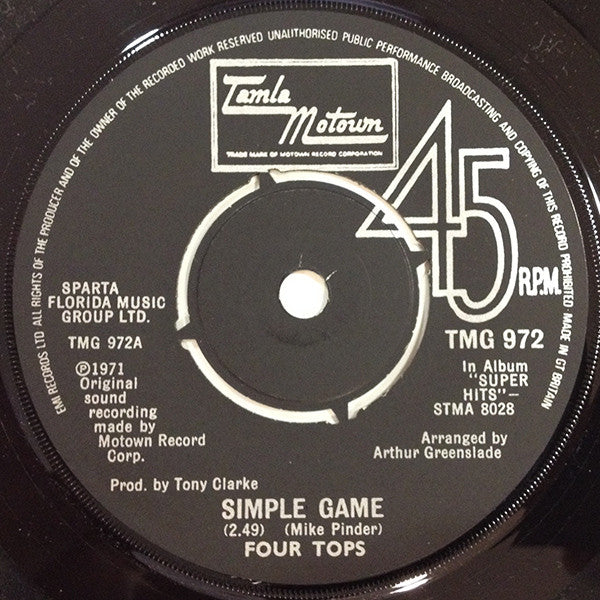 EMI RECORDS LTD ALL RIGHTS OF THE PRODUCER AND OF THE OWNER OF THE RECORDED WORK RESERVED UNAUTHORISED PUBLIC PERFORMANCE BROADCASTING AND COPYING OF THIS RECORD PROHIBITED MADE IN GT BRITAIN
Tamla
Motown
TRADE MARK OF MOTOWN RECORD CORPORATION
45
R.P.M.
SPARTA
FLORIDA MUSIC
GROUP LTD.
TMG 972A
Ⓟ1971
Original
sound
recording
made by
Motown Record
Corp.
TMG 972
In Album
"SUPER
HITS"—
STMA 8028
Arranged by
Arthur Greenslade
Prod. by Tony Clarke
SIMPLE GAME
(2.49) (Mike Pinder)
FOUR TOPS